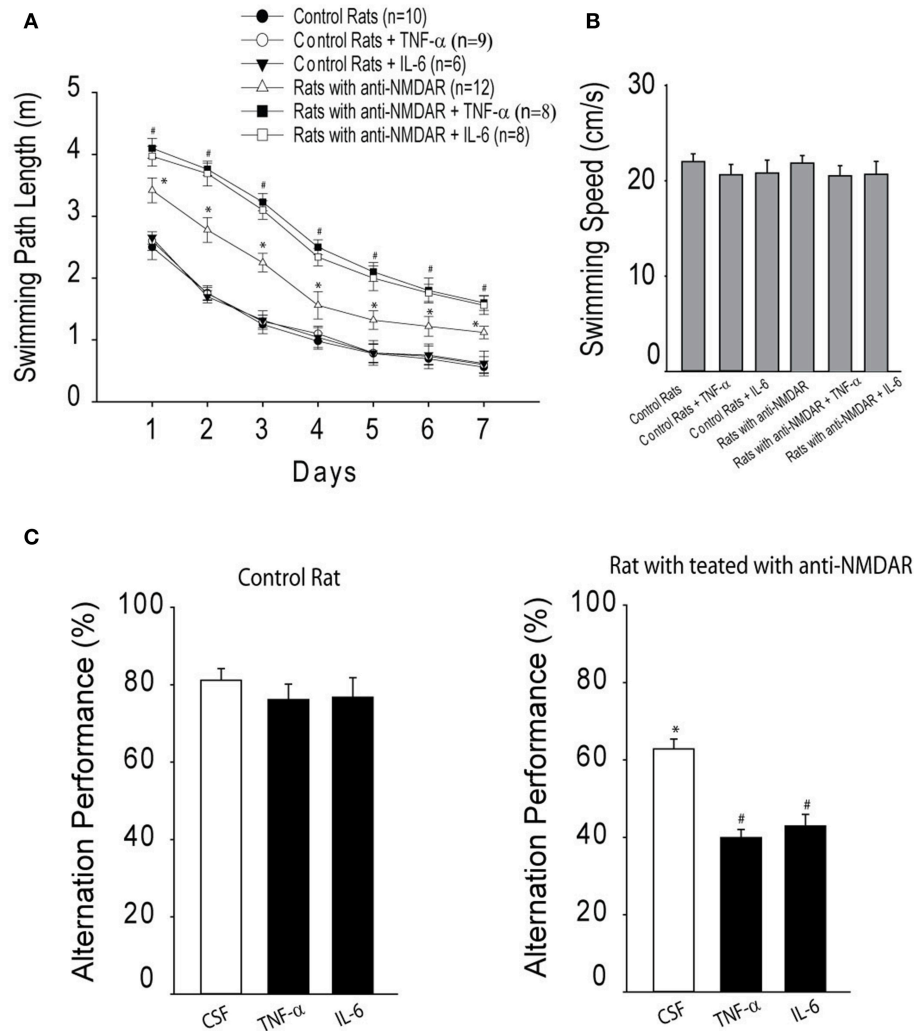 A
Control Rats (n=10)
Control Rats + TNF-α (n=9)
Control Rats + IL-6 (n=6)
Rats with anti-NMDAR (n=12)
Rats with anti-NMDAR + TNF-α (n=8)
Rats with anti-NMDAR + IL-6 (n=8)
Swimming Path Length (m)
5
4
3
2
1
0
# # # # # # #
* * * * * * *
1 2 3 4 5 6 7
Days
B
Swimming Speed (cm/s)
30
20
10
0
Control Rats
Control Rats + TNF-α
Control Rats + IL-6
Rats with anti-NMDAR
Rats with anti-NMDAR + TNF-α
Rats with anti-NMDAR + IL-6
C
Control Rat
Alternation Performance (%)
100
80
60
40
20
0
CSF TNF-α IL-6
Rat with teated with anti-NMDAR
Alternation Performance (%)
100
80
60
40
20
0
* # #
CSF TNF-α IL-6